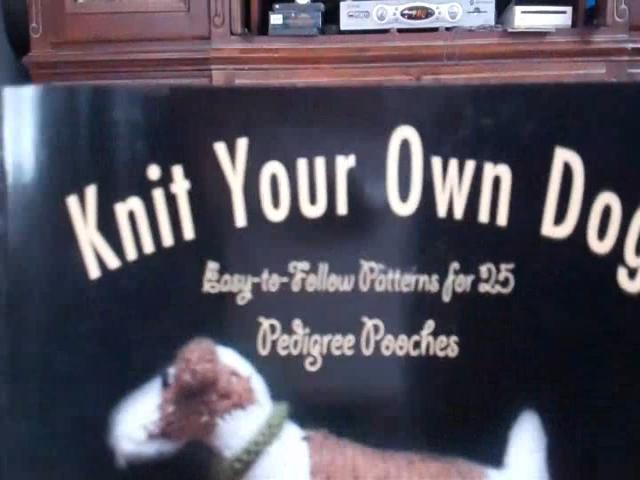 Knit Your Own Dog
Easy-to-Follow Patterns for 25
Pedigree Pooches